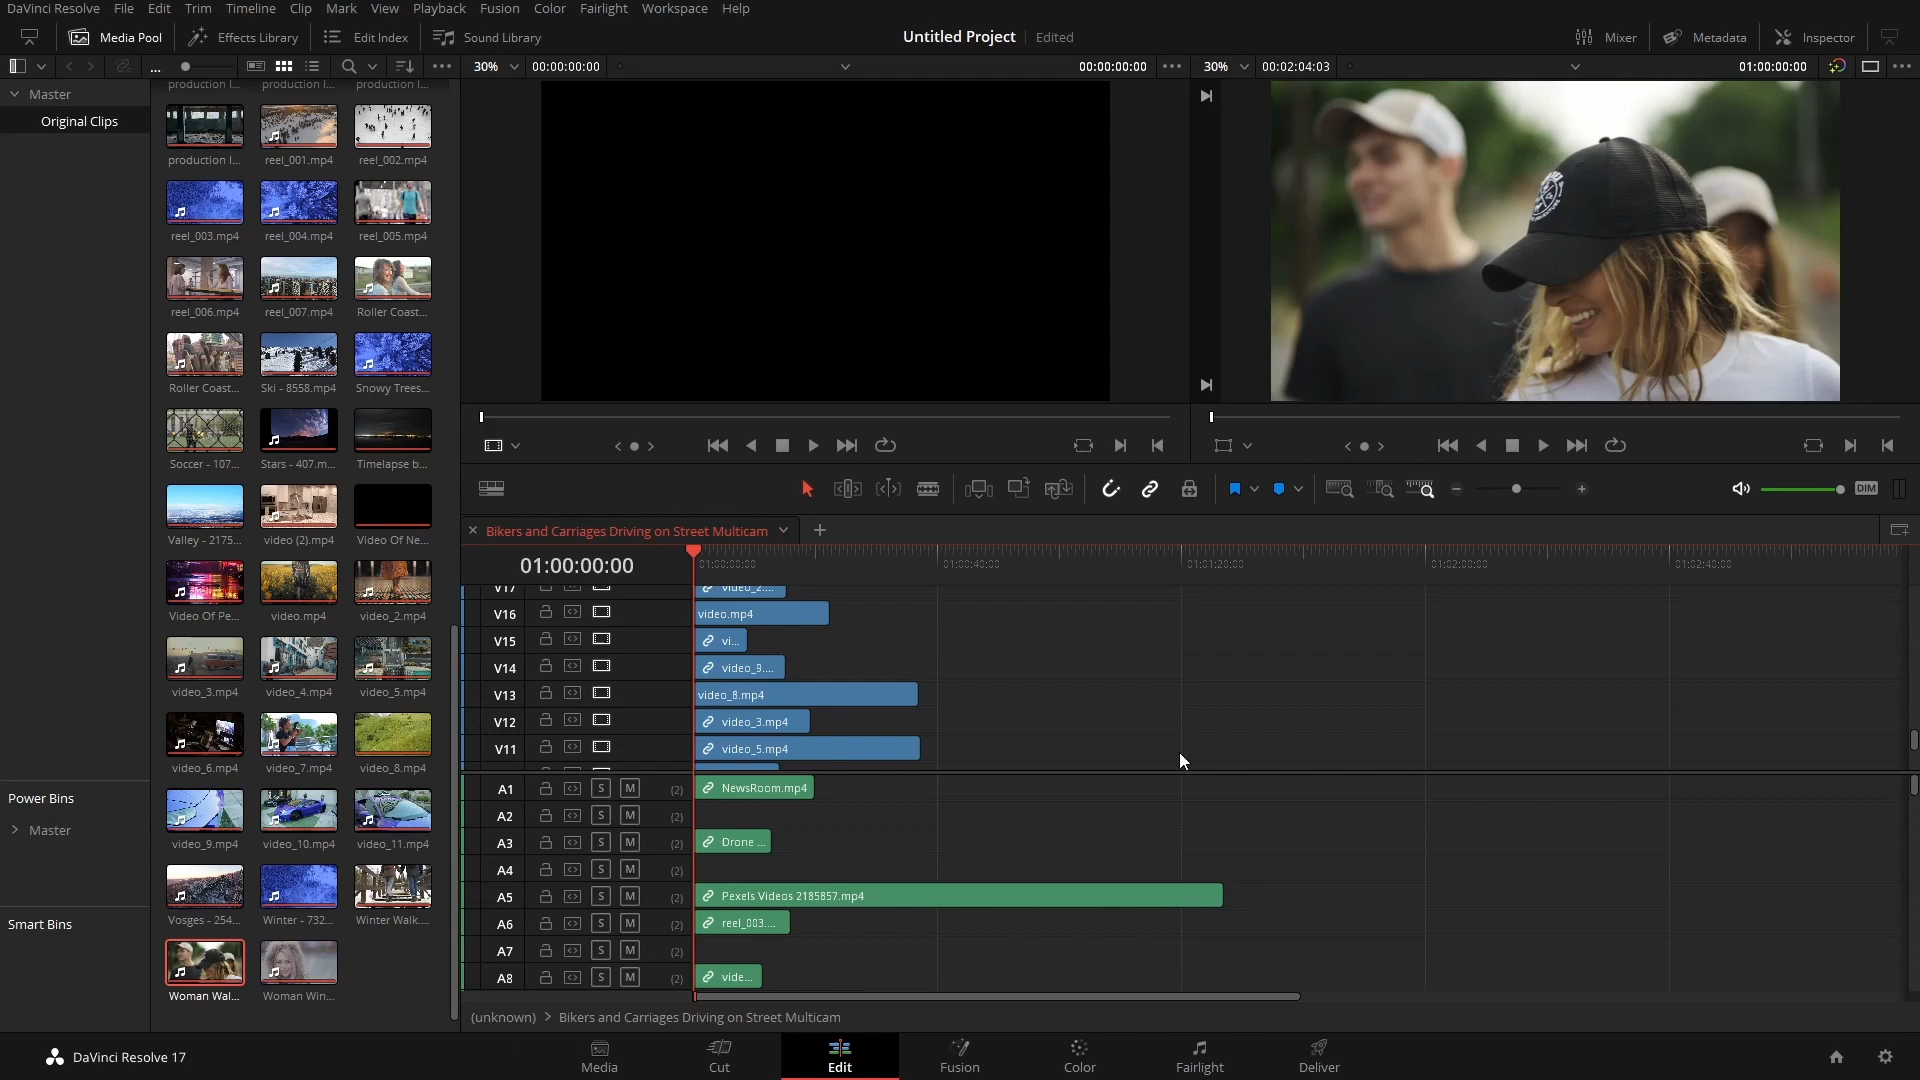 DaVinci Resolve File Edit Trim Timeline Clip Mark View Playback Fusion Color Fairlight Workspace Help
Media Pool Effects Library Edit Index Sound Library Untitled Project Edited Mixer Metadata Inspector
... 30% 00:00:00:00 00:00:00:00 30% 00:02:04:03 01:00:00:00
Master
Original Clips
production l... production l... production l...
production l... reel_001.mp4 reel_002.mp4
reel_003.mp4 reel_004.mp4 reel_005.mp4
reel_006.mp4 reel_007.mp4 Roller Coast...
Roller Coast... Ski - 8558.mp4 Snowy Trees...
Soccer - 107... Stars - 407.m... Timelapse b...
Valley - 2175... video (2).mp4 Video Of Ne...
Video Of Pe... video.mp4 video_2.mp4
video_3.mp4 video_4.mp4 video_5.mp4
video_6.mp4 video_7.mp4 video_8.mp4
video_9.mp4 video_10.mp4 video_11.mp4
Vosges - 254... Winter - 732... Winter Walk....
Woman Wal... Woman Win...
Power Bins
Master
Smart Bins
DIM
Bikers and Carriages Driving on Street Multicam
01:00:00:00 01:00:00:00 01:00:40:00 01:01:20:00 01:02:00:00 01:02:40:00
V17 video_2....
V16 video.mp4
V15 vi...
V14 video_9....
V13 video_8.mp4
V12 video_3.mp4
V11 video_5.mp4
A1 S M (2) NewsRoom.mp4
A2 S M (2)
A3 S M (2) Drone ...
A4 S M (2)
A5 S M (2) Pexels Videos 2185857.mp4
A6 S M (2) reel_003....
A7 S M (2)
A8 S M (2) vide...
(unknown) > Bikers and Carriages Driving on Street Multicam
DaVinci Resolve 17 Media Cut Edit Fusion Color Fairlight Deliver